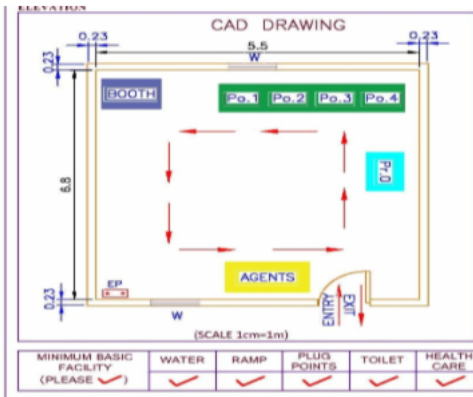 ELEVATION
CAD DRAWING
0.23
5.5
0.23
W
0.23
BOOTH
Po.1 Po.2 Po.3 Po.4
Pr.O
6.8
EP
AGENTS
0.23
W
ENTRY
EXIT
(SCALE 1cm=1m)
MINIMUM BASIC FACILITY (PLEASE ✓)
WATER
RAMP
PLUG POINTS
TOILET
HEALTH CARE
✓ ✓ ✓ ✓ ✓